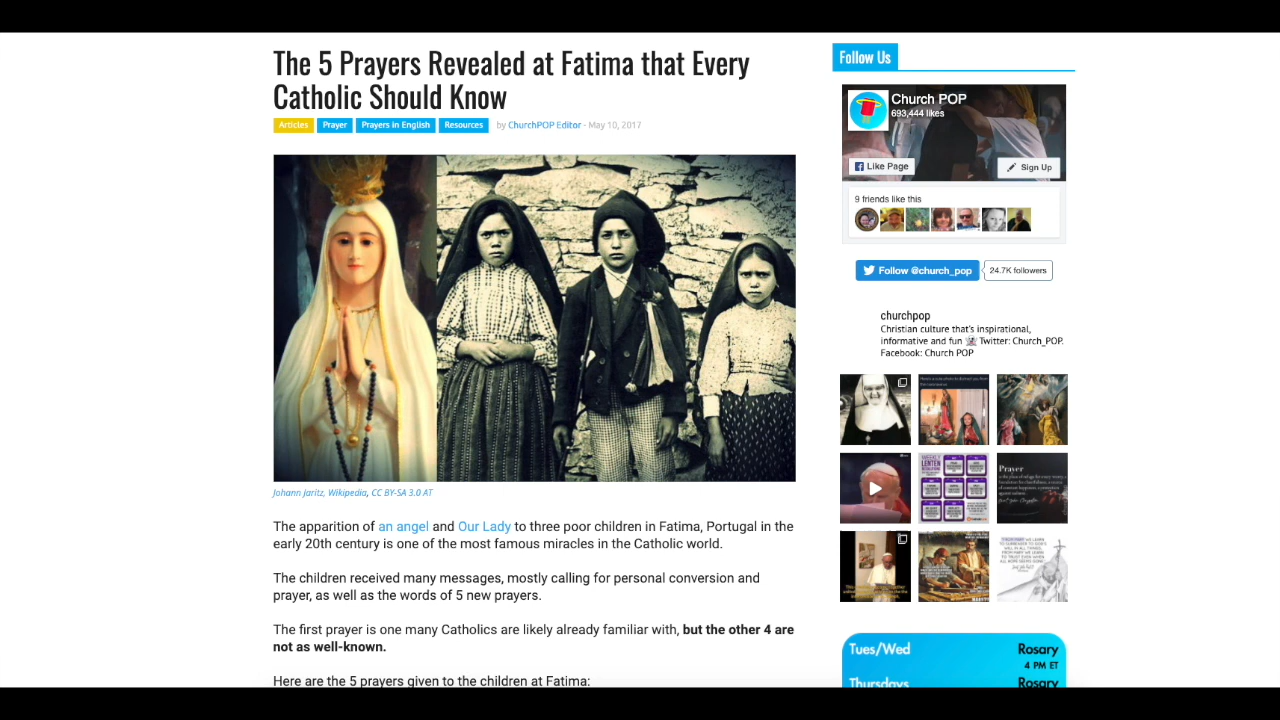 The 5 Prayers Revealed at Fatima that Every
Catholic Should Know
Articles Prayer Prayers in English Resources by ChurchPOP Editor - May 10, 2017
Johann Jaritz, Wikipedia, CC BY-SA 3.0 AT
The apparition of an angel and Our Lady to three poor children in Fatima, Portugal in the
early 20th century is one of the most famous miracles in the Catholic world.
The children received many messages, mostly calling for personal conversion and
prayer, as well as the words of 5 new prayers.
The first prayer is one many Catholics are likely already familiar with, but the other 4 are
not as well-known.
Here are the 5 prayers given to the children at Fatima:
Follow Us
Church POP
693,444 likes
Like Page
Sign Up
9 friends like this
Follow @church_pop
24.7K followers
churchpop
Christian culture that's inspirational,
informative and fun Twitter: Church_POP.
Facebook: Church POP
WEEKLY
LENTEN
Prayer
Tues/Wed Rosary
4 PM ET
Thursdays Rosary